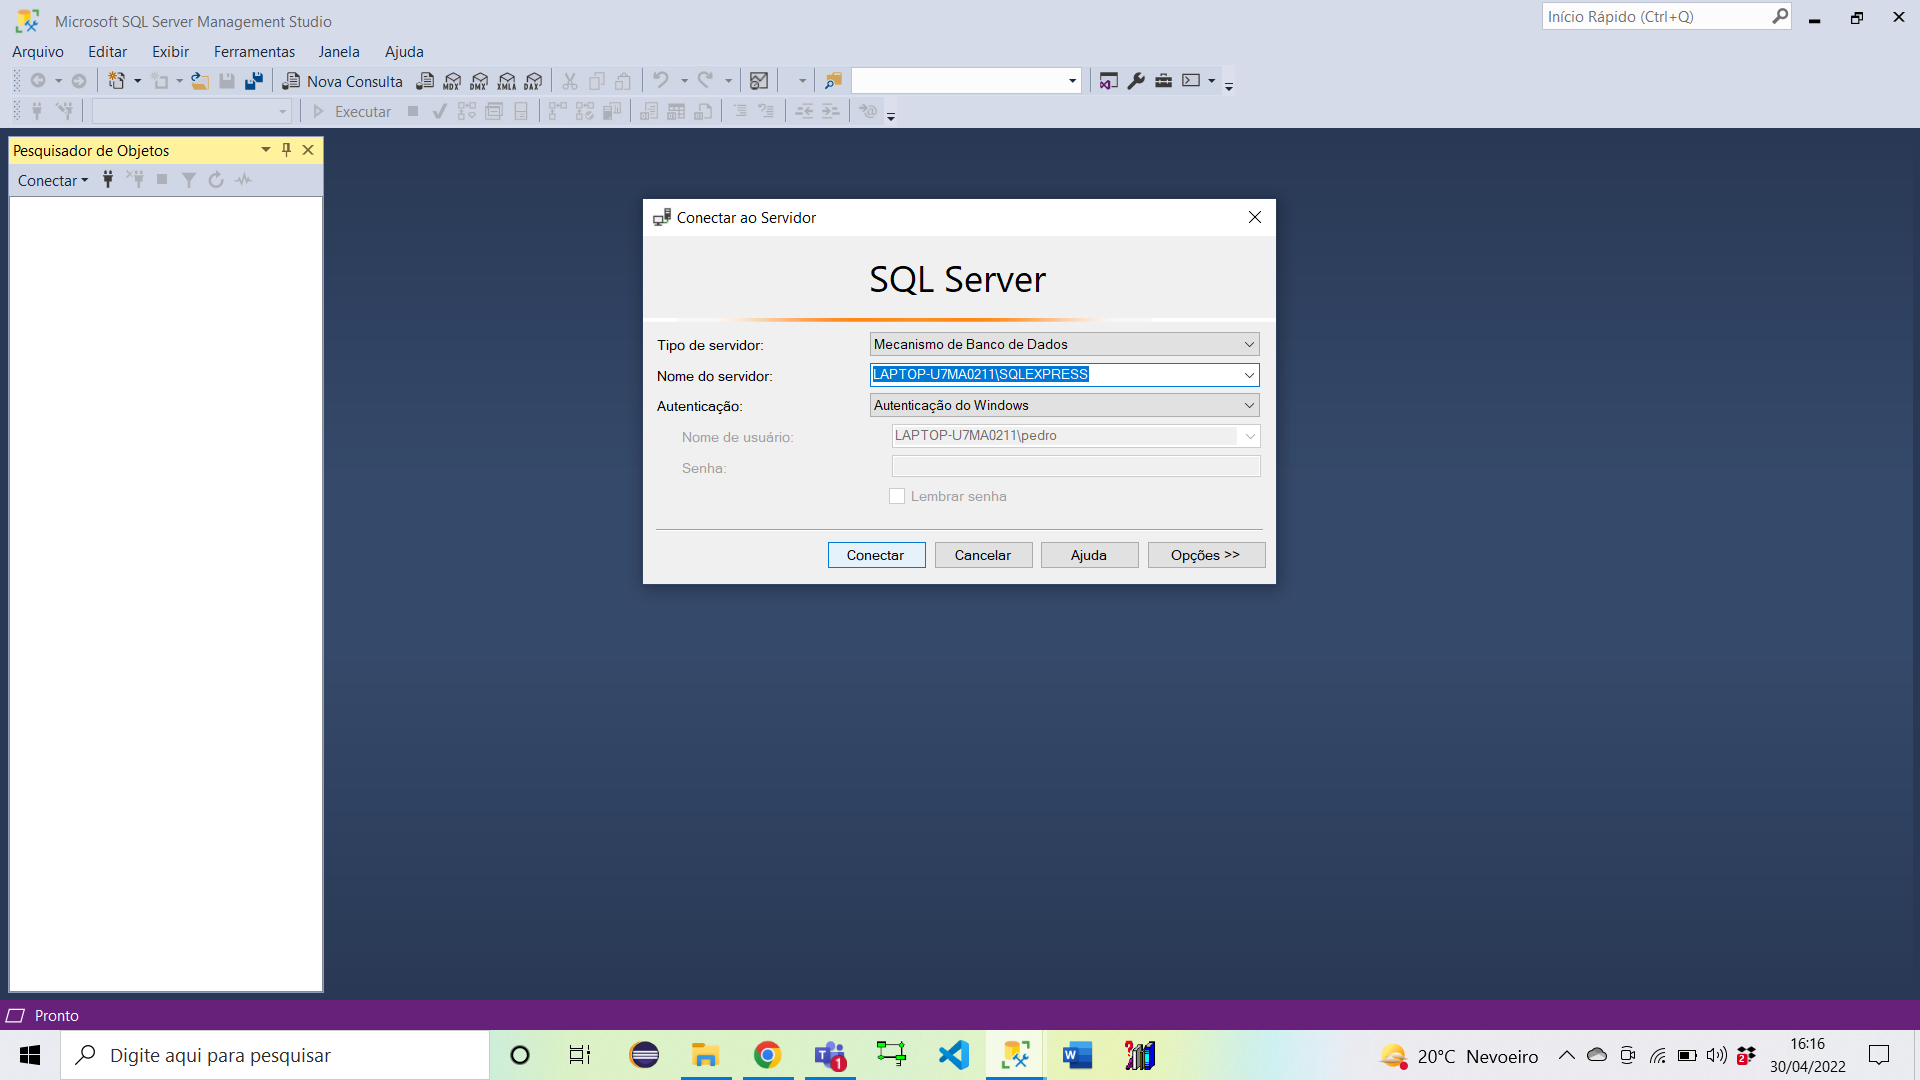 Microsoft SQL Server Management Studio
Início Rápido (Ctrl+Q)
Arquivo Editar Exibir Ferramentas Janela Ajuda
Nova Consulta MDX DMX XMLA DAX
Executar
Pesquisador de Objetos
Conectar
Conectar ao Servidor
SQL Server
Tipo de servidor: Mecanismo de Banco de Dados
Nome do servidor: LAPTOP-U7MA0211\SQLEXPRESS
Autenticação: Autenticação do Windows
Nome de usuário: LAPTOP-U7MA0211\pedro
Senha:
Lembrar senha
Conectar Cancelar Ajuda Opções >>
Pronto
Digite aqui para pesquisar
T 1
W
20°C Nevoeiro
2
16:16
30/04/2022